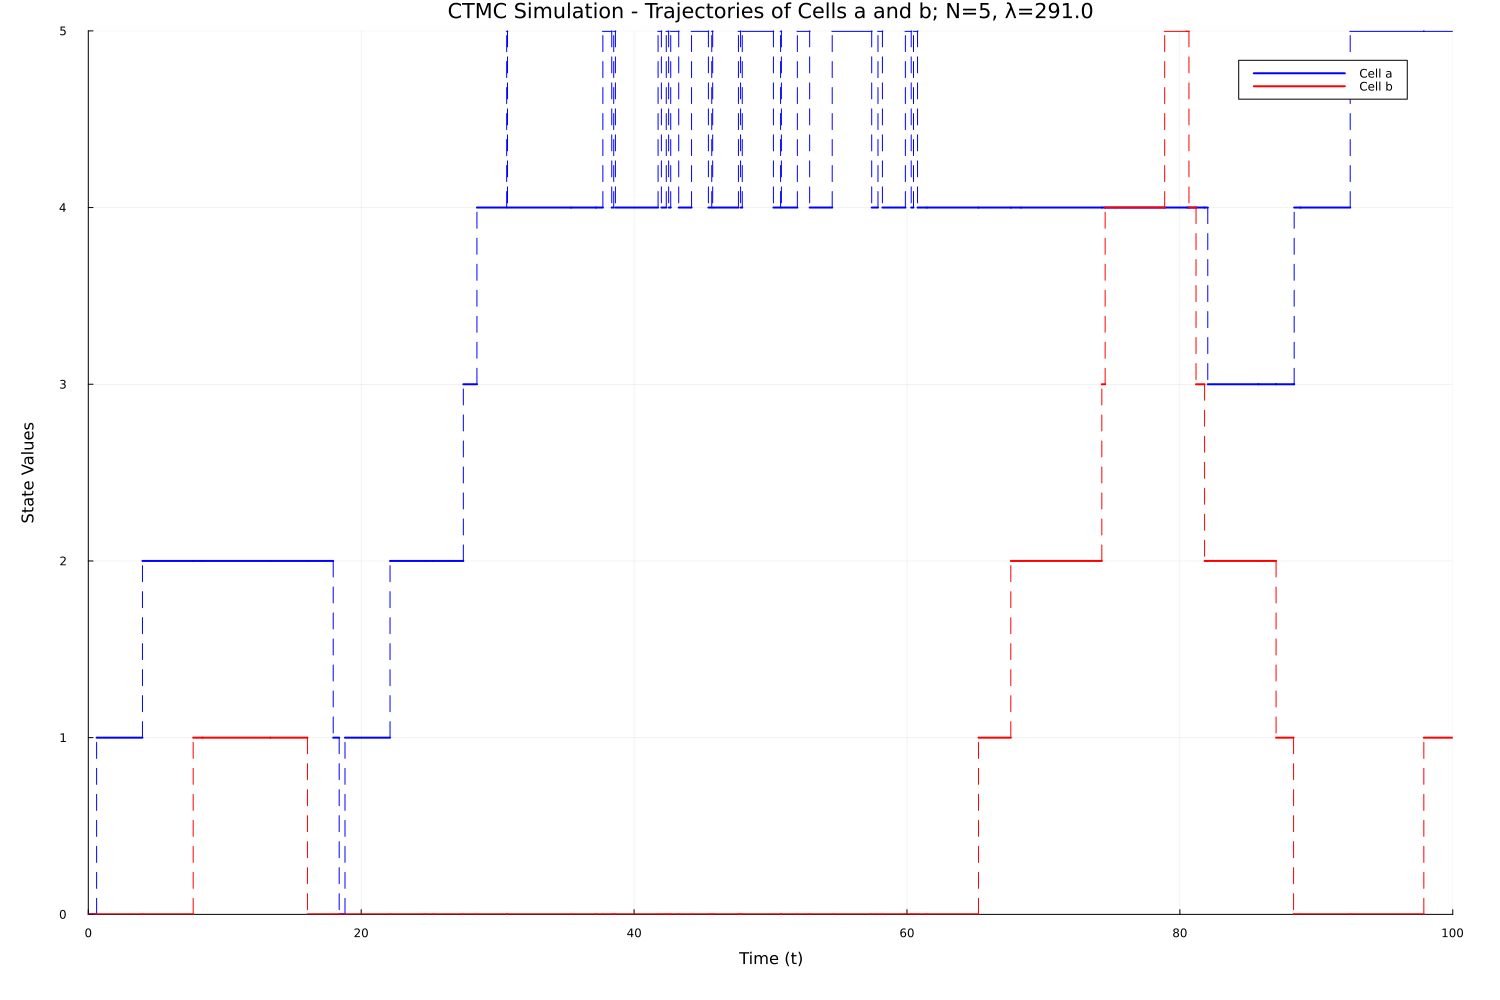 CTMC Simulation - Trajectories of Cells a and b; N=5, λ=291.0
5
Cell a
Cell b
4
3
State Values
2
1
0
0 20 40 60 80 100
Time (t)